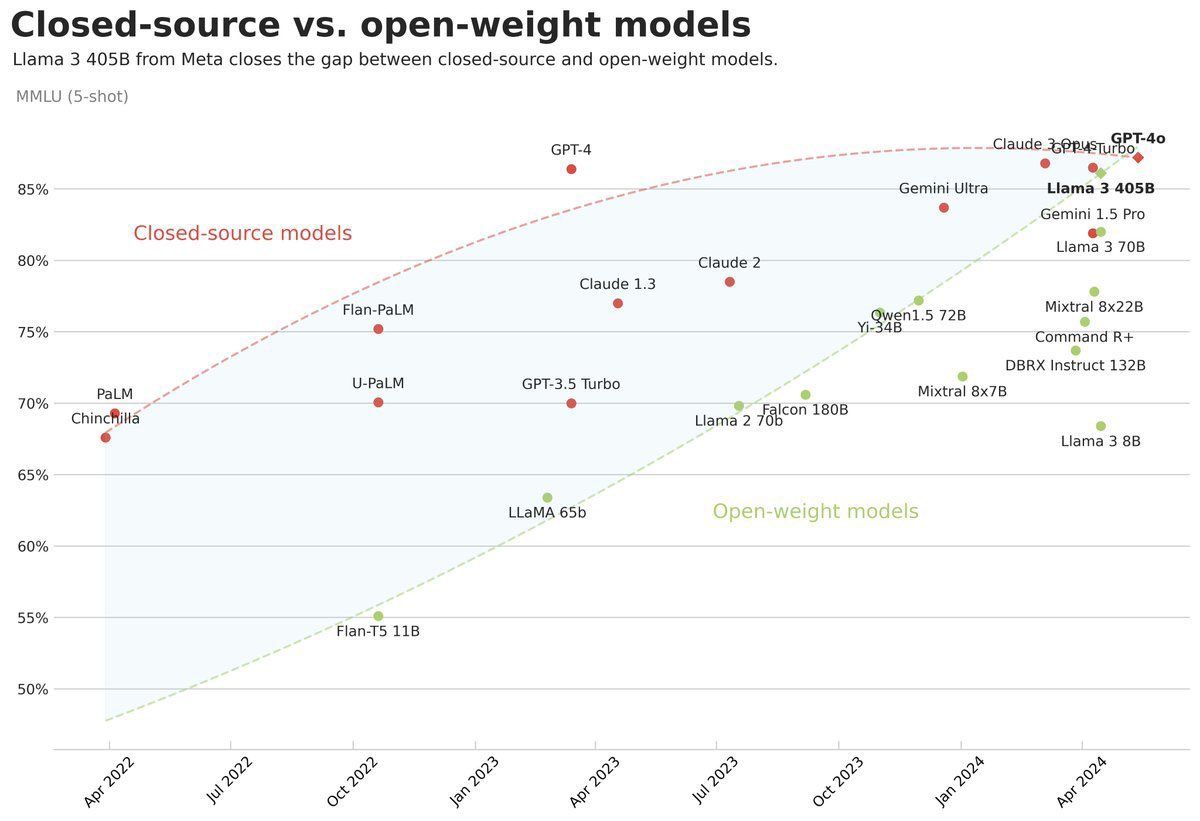 Closed-source vs. open-weight models
Llama 3 405B from Meta closes the gap between closed-source and open-weight models.
MMLU (5-shot)
GPT-4o
Claude 3 Opus
GPT-4 Turbo
GPT-4
85%
Gemini Ultra
Llama 3 405B
Gemini 1.5 Pro
Closed-source models
Llama 3 70B
80%
Claude 2
Claude 1.3
Flan-PaLM
Mixtral 8x22B
Qwen1.5 72B
Yi-34B
75%
Command R+
DBRX Instruct 132B
U-PaLM
GPT-3.5 Turbo
Mixtral 8x7B
PaLM
70%
Falcon 180B
Chinchilla
Llama 2 70b
Llama 3 8B
65%
LLaMA 65b
Open-weight models
60%
55%
Flan-T5 11B
50%
Apr 2022
Jul 2022
Oct 2022
Jan 2023
Apr 2023
Jul 2023
Oct 2023
Jan 2024
Apr 2024